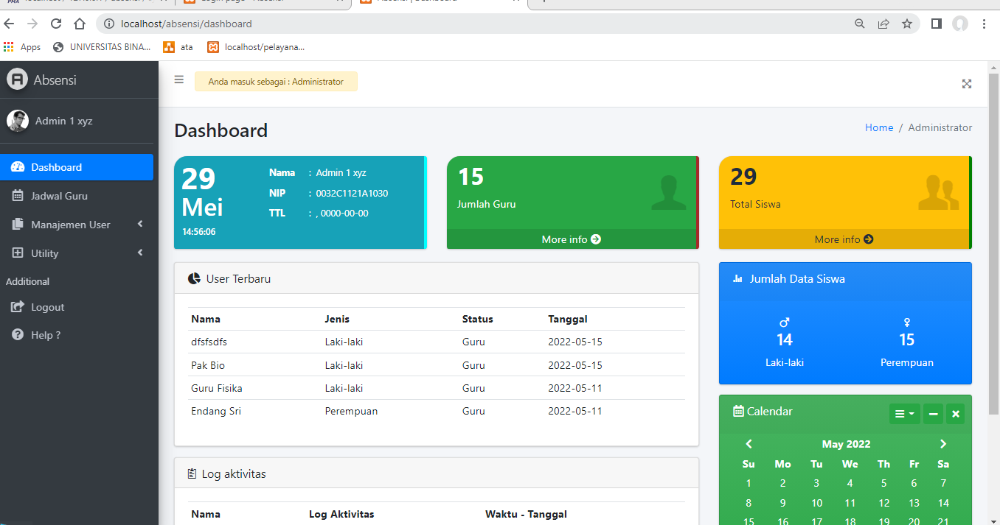 localhost/absensi/dashboard
Apps UNIVERSITAS BINA... ata localhost/pelayana...
Absensi
Anda masuk sebagai : Administrator
Admin 1 xyz
Dashboard
Home / Administrator
Dashboard
Jadwal Guru
Manajemen User
Utility
Additional
Logout
Help ?
29
Mei
14:56:06
Nama : Admin 1 xyz
NIP : 0032C1121A1030
TTL : , 0000-00-00
15
Jumlah Guru
More info
29
Total Siswa
More info
User Terbaru
Nama Jenis Status Tanggal
dfsfsdfs Laki-laki Guru 2022-05-15
Pak Bio Laki-laki Guru 2022-05-15
Guru Fisika Laki-laki Guru 2022-05-11
Endang Sri Perempuan Guru 2022-05-11
Jumlah Data Siswa
14 15
Laki-laki Perempuan
Log aktivitas
Nama Log Aktivitas Waktu - Tanggal
Calendar
May 2022
Su Mo Tu We Th Fr Sa
1 2 3 4 5 6 7
8 9 10 11 12 13 14
15 16 17 18 19 20 21